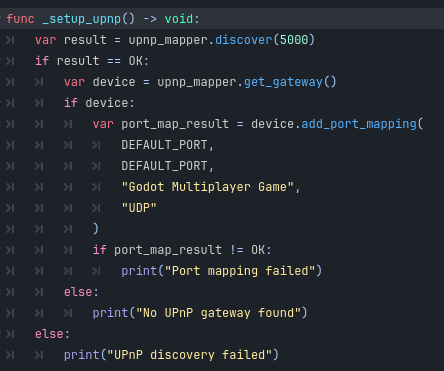 func _setup_upnp() -> void:
var result = upnp_mapper.discover(5000)
if result == OK:
var device = upnp_mapper.get_gateway()
if device:
var port_map_result = device.add_port_mapping(
DEFAULT_PORT,
DEFAULT_PORT,
"Godot Multiplayer Game",
"UDP"
)
if port_map_result != OK:
print("Port mapping failed")
else:
print("No UPnP gateway found")
else:
print("UPnP discovery failed")